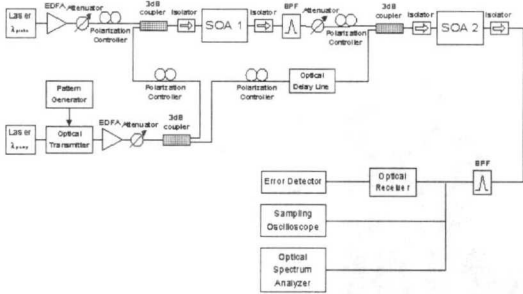 Laser
λprobe
EDFA
Attenuator
Polarization
Controller
3dB
coupler
Isolator
SOA 1
Isolator
BPF
Attenuator
Polarization
Controller
3dB
coupler
Isolator
SOA 2
Isolator
Polarization
Controller
Polarization
Controller
Optical
Delay Line
Pattern
Generator
Laser
λpump
Optical
Transmitter
EDFA
Attenuator
3dB
coupler
BPF
Error Detector
Optical
Receiver
Sampling
Oscilloscope
Optical
Spectrum
Analyzer